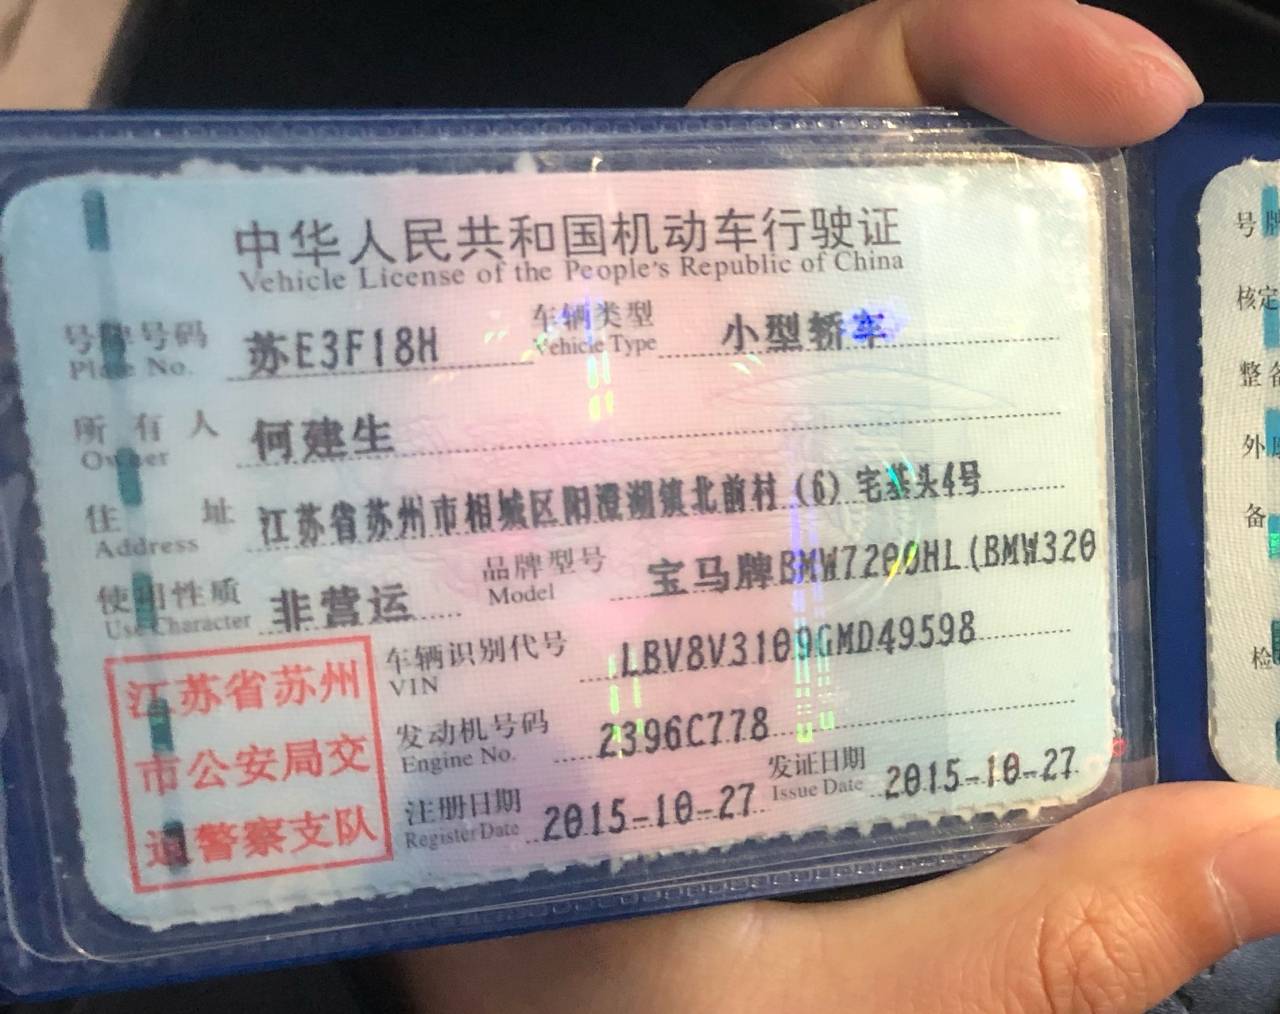 中华人民共和国机动车行驶证
Vehicle License of the People's Republic of China
号牌号码 苏E3F18H 车辆类型 小型轿车
Plate No. Vehicle Type
所有人 何建生
Owner
住址 江苏省苏州市相城区阳澄湖镇北前村(6)宅基头4号
Address
使用性质 非营运 品牌型号 宝马牌BMW7200HL(BMW320
Use Character Model
江苏省苏州
市公安局交
通警察支队
车辆识别代号 LBV8V3109GMD49598
VIN
发动机号码 2396C778
Engine No.
注册日期 2015-10-27 发证日期 2015-10-27
Register Date Issue Date
号牌
核定
整备
外
备
检